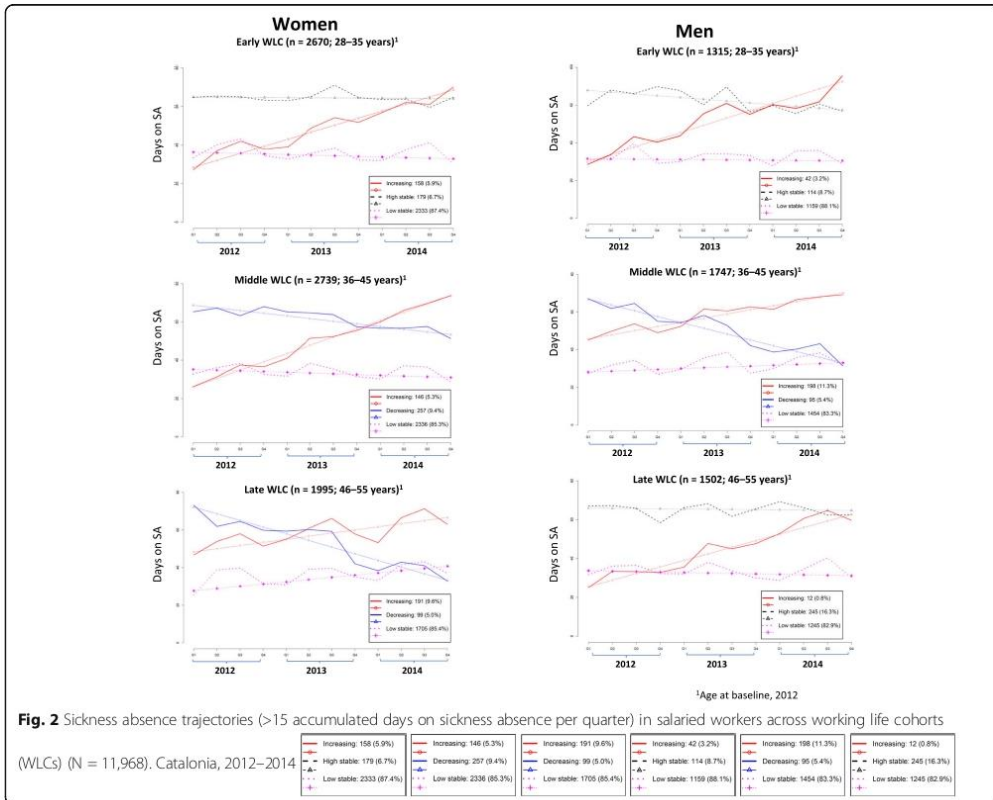 Women
Early WLC (n = 2670; 28–35 years)¹
Days on SA
Increasing: 158 (5.9%)
High stable: 179 (6.7%)
Low stable: 2333 (87.4%)
2012 2013 2014
Men
Early WLC (n = 1315; 28–35 years)¹
Days on SA
Increasing: 42 (3.2%)
High stable: 114 (8.7%)
Low stable: 1159 (88.1%)
2012 2013 2014
Middle WLC (n = 2739; 36–45 years)¹
Days on SA
Increasing: 146 (5.3%)
Decreasing: 257 (9.4%)
Low stable: 2336 (85.3%)
2012 2013 2014
Middle WLC (n = 1747; 36–45 years)¹
Days on SA
Increasing: 198 (11.3%)
Decreasing: 95 (5.4%)
Low stable: 1454 (83.3%)
2012 2013 2014
Late WLC (n = 1995; 46–55 years)¹
Days on SA
Increasing: 191 (9.6%)
Decreasing: 99 (5.0%)
Low stable: 1705 (85.4%)
2012 2013 2014
Late WLC (n = 1502; 46–55 years)¹
Days on SA
Increasing: 12 (0.8%)
High stable: 245 (16.3%)
Low stable: 1245 (82.9%)
2012 2013 2014
¹Age at baseline, 2012
Fig. 2 Sickness absence trajectories (>15 accumulated days on sickness absence per quarter) in salaried workers across working life cohorts
(WLCs) (N = 11,968). Catalonia, 2012–2014
Increasing: 158 (5.9%)
High stable: 179 (6.7%)
Low stable: 2333 (87.4%)
Increasing: 146 (5.3%)
Decreasing: 257 (9.4%)
Low stable: 2336 (85.3%)
Increasing: 191 (9.6%)
Decreasing: 99 (5.0%)
Low stable: 1705 (85.4%)
Increasing: 42 (3.2%)
High stable: 114 (8.7%)
Low stable: 1159 (88.1%)
Increasing: 198 (11.3%)
Decreasing: 95 (5.4%)
Low stable: 1454 (83.3%)
Increasing: 12 (0.8%)
High stable: 245 (16.3%)
Low stable: 1245 (82.9%)